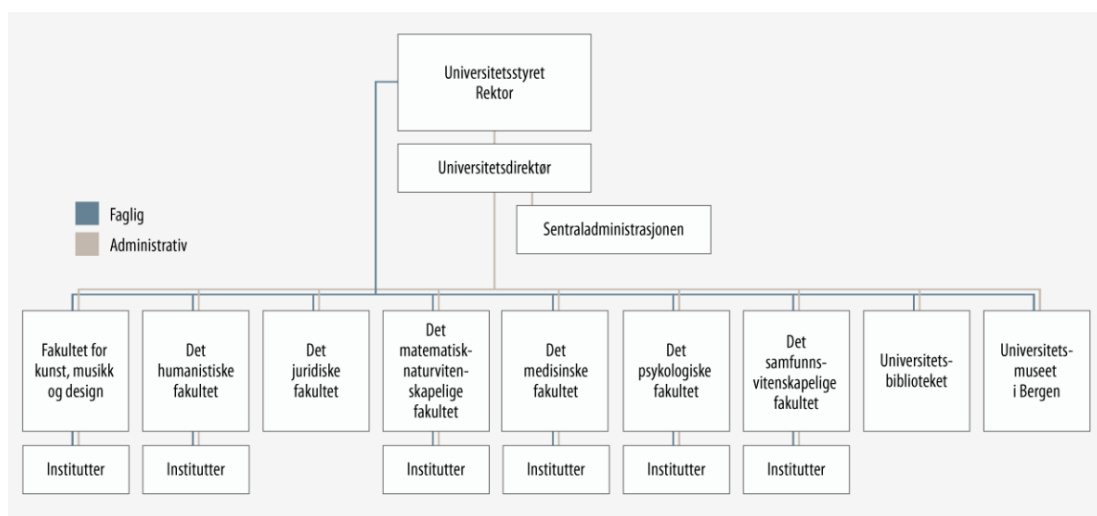 Universitetsstyret
Rektor
Universitetsdirektør
Sentraladministrasjonen
Faglig
Administrativ
Fakultet for
kunst, musikk
og design
Det
humanistiske
fakultet
Det
juridiske
fakultet
Det
matematisk-
naturviten-
skapelige
fakultet
Det
medisinske
fakultet
Det
psykologiske
fakultet
Det
samfunns-
vitenskapelige
fakultet
Universitets-
biblioteket
Universitets-
museet
i Bergen
Institutter
Institutter
Institutter
Institutter
Institutter
Institutter